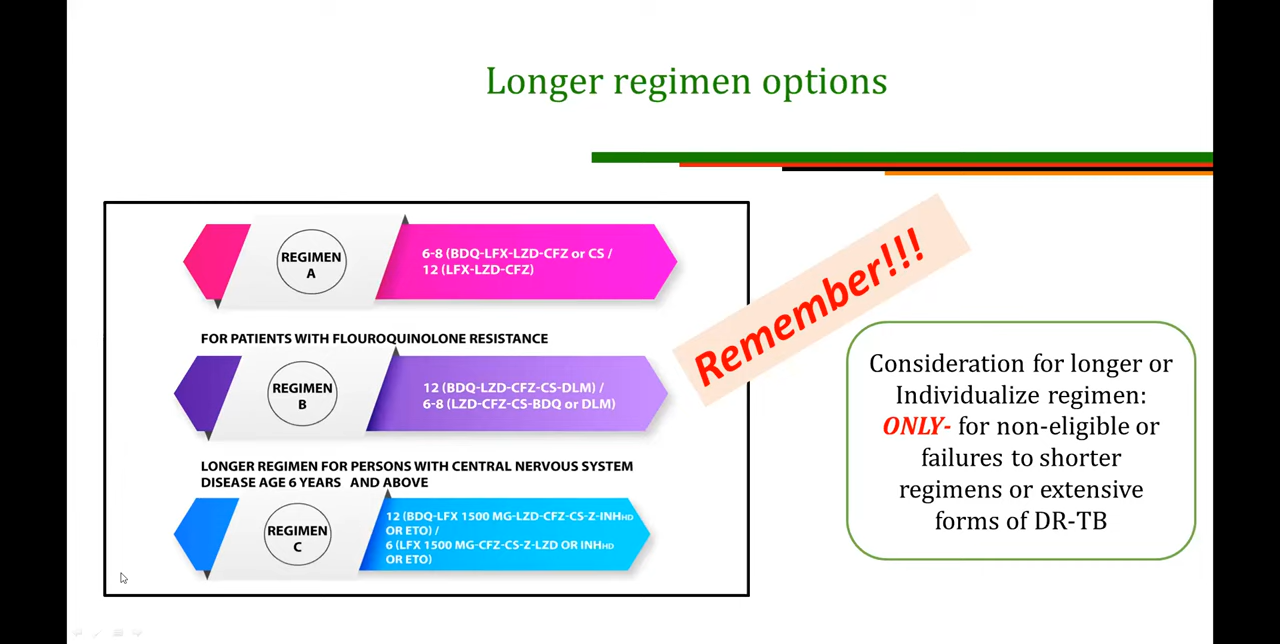 Longer regimen options
REGIMEN
A
6-8 (BDQ-LFX-LZD-CFZ or CS /
12 (LFX-LZD-CFZ)
FOR PATIENTS WITH FLOUROQUINOLONE RESISTANCE
REGIMEN
B
12 (BDQ-LZD-CFZ-CS-DLM) /
6-8 (LZD-CFZ-CS-BDQ or DLM)
LONGER REGIMEN FOR PERSONS WITH CENTRAL NERVOUS SYSTEM
DISEASE AGE 6 YEARS AND ABOVE
REGIMEN
C
12 (BDQ-LFX 1500 MG-LZD-CFZ-CS-Z-INHHD
OR ETO) /
6 (LFX 1500 MG-CFZ-CS-Z-LZD OR INHHD
OR ETO)
Remember!!!
Consideration for longer or
Individualize regimen:
ONLY- for non-eligible or
failures to shorter
regimens or extensive
forms of DR-TB